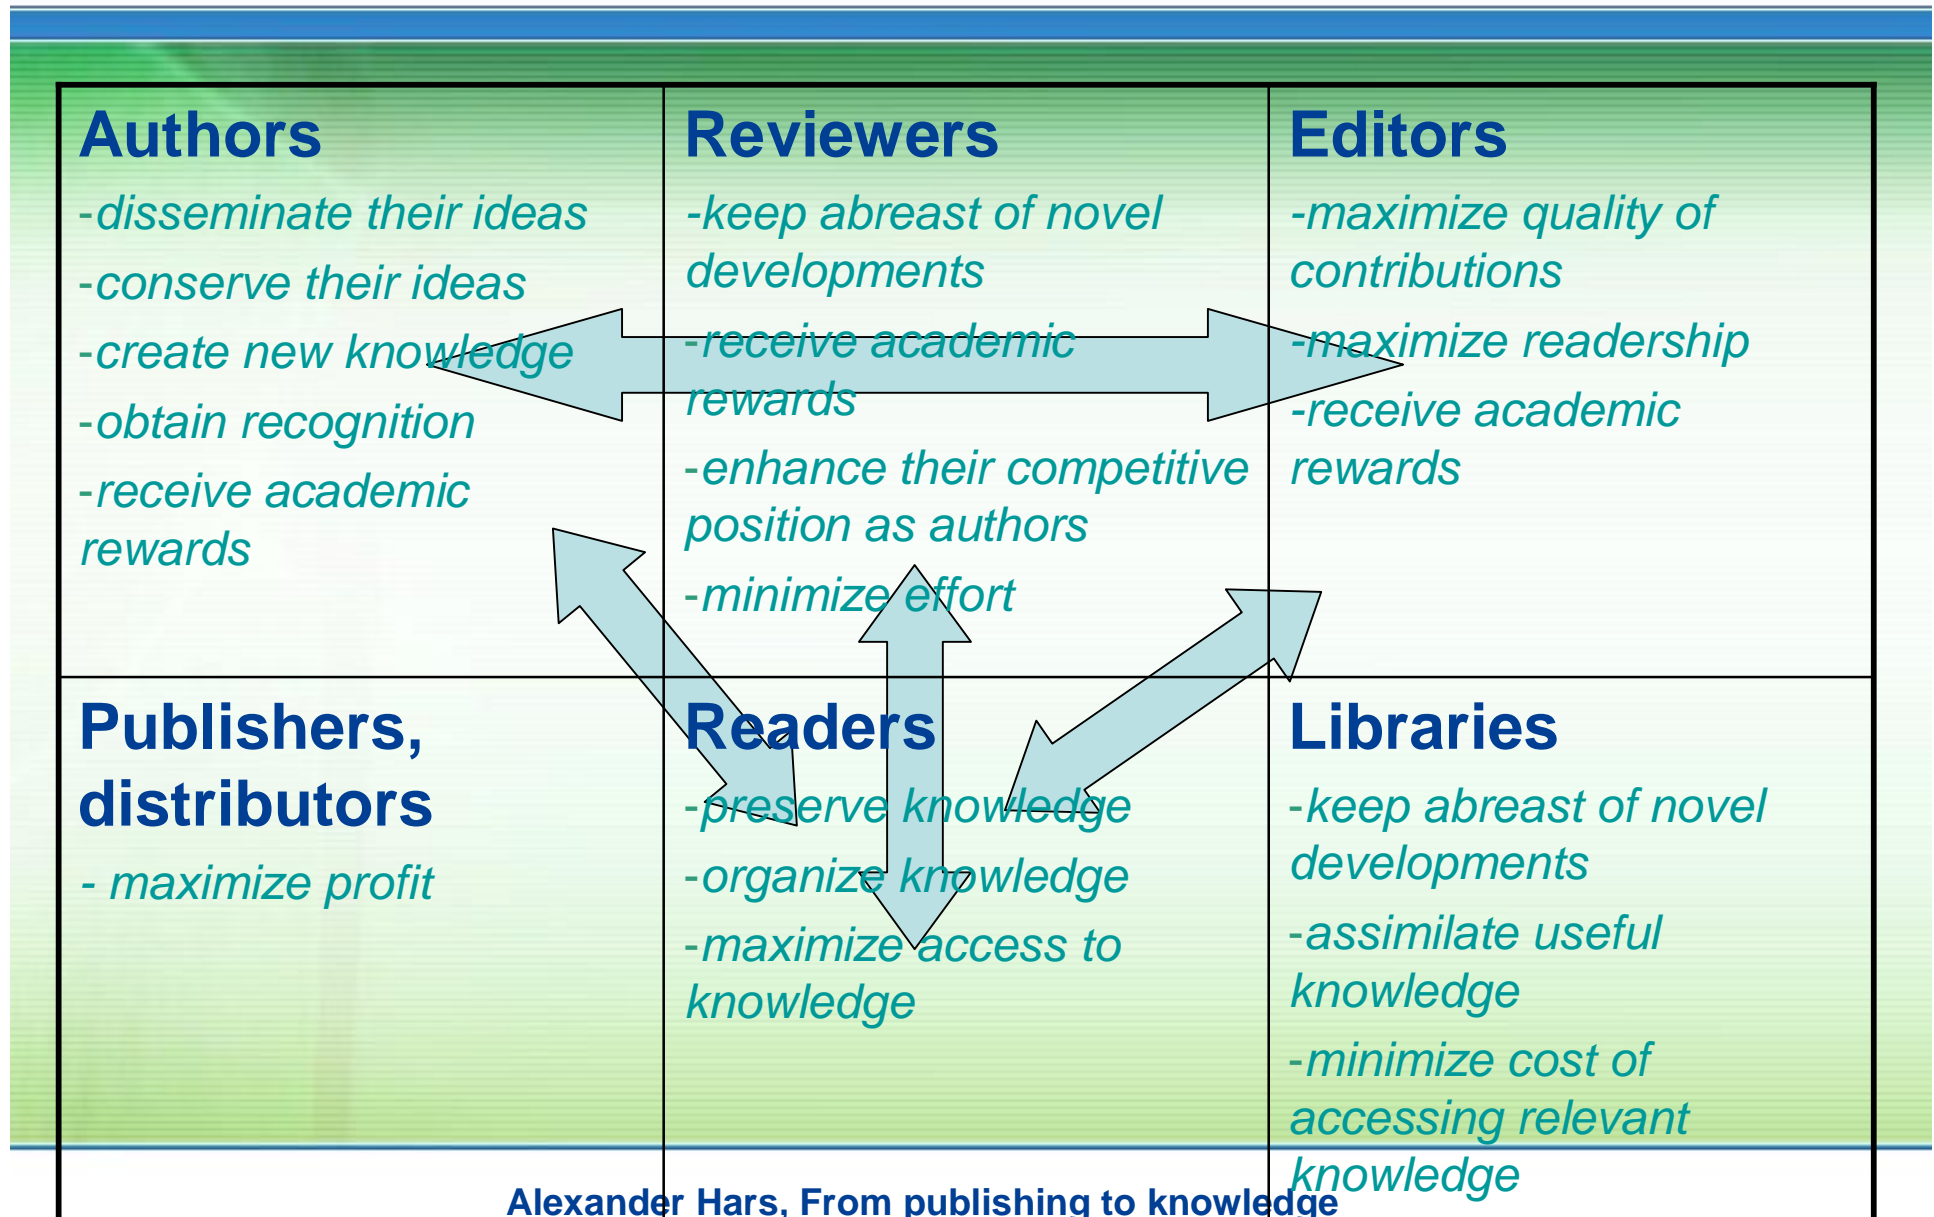 Authors
-disseminate their ideas
-conserve their ideas
-create new knowledge
-obtain recognition
-receive academic
rewards
Reviewers
-keep abreast of novel
developments
-receive academic
rewards
-enhance their competitive
position as authors
-minimize effort
Editors
-maximize quality of
contributions
-maximize readership
-receive academic
rewards
Publishers,
distributors
- maximize profit
Readers
-preserve knowledge
-organize knowledge
-maximize access to
knowledge
Libraries
-keep abreast of novel
developments
-assimilate useful
knowledge
-minimize cost of
accessing relevant
knowledge
Alexander Hars, From publishing to knowledge